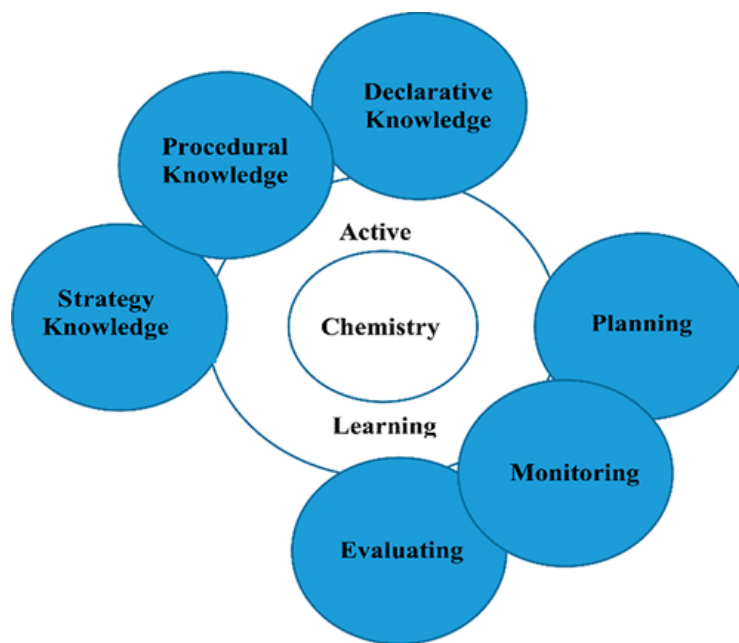 Declarative
Knowledge
Procedural
Knowledge
Active
Strategy
Knowledge
Chemistry
Planning
Learning
Monitoring
Evaluating